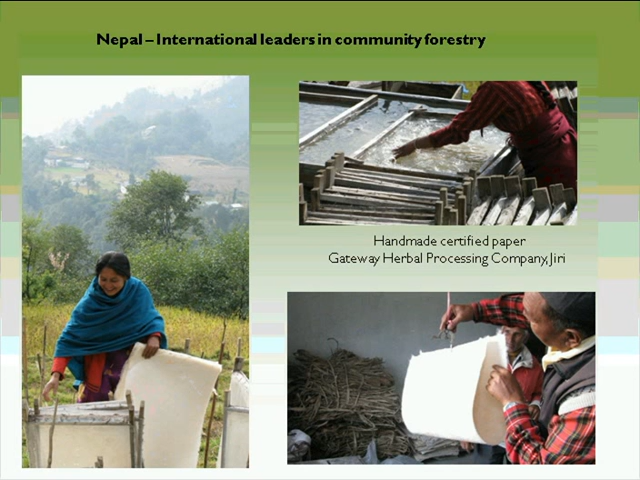 Nepal – International leaders in community forestry
Handmade certified paper
Gateway Herbal Processing Company, Jiri